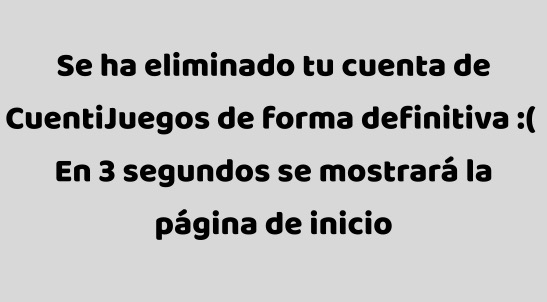 Se ha eliminado tu cuenta de
CuentiJuegos de forma definitiva :(
En 3 segundos se mostrará la
página de inicio